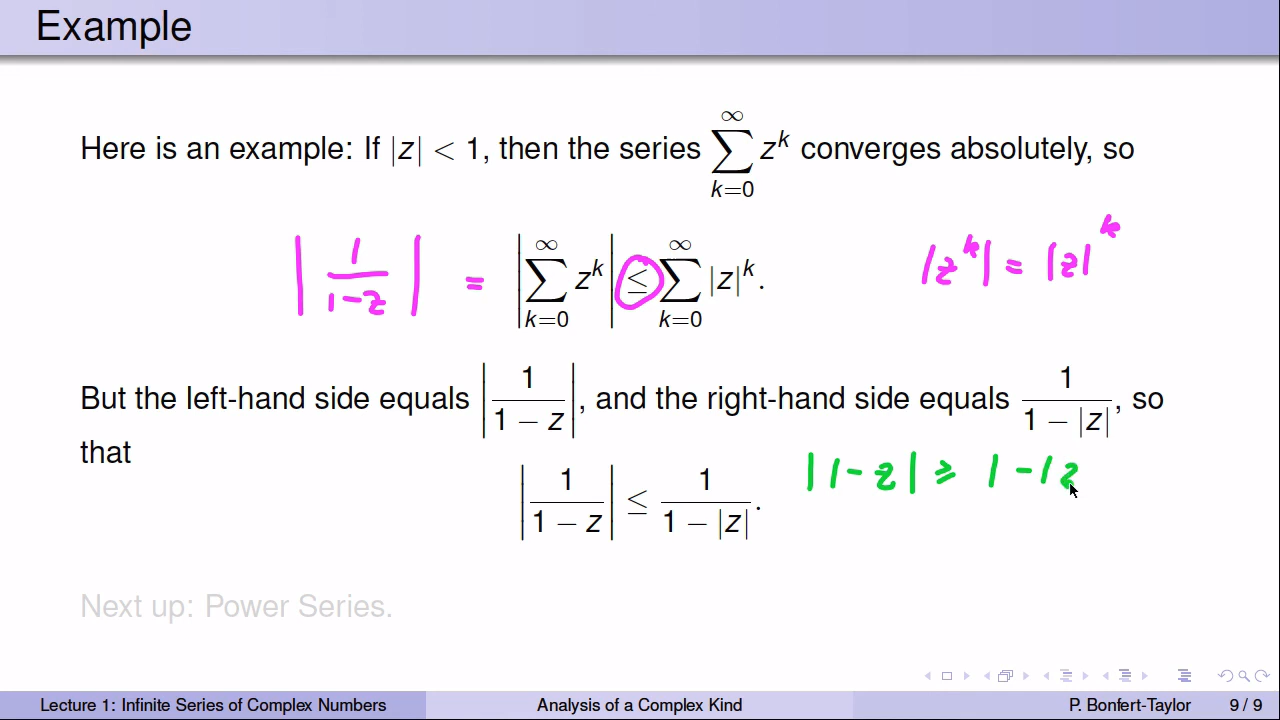 Example
Here is an example: If |z| < 1, then the series ∑_{k=0}^{∞} z^k converges absolutely, so
|1/(1−z)| = |∑_{k=0}^{∞} z^k| ≤ ∑_{k=0}^{∞} |z|^k. |z^k| = |z|^k
But the left-hand side equals |1/(1 − z)|, and the right-hand side equals 1/(1 − |z|), so
that
|1/(1 − z)| ≤ 1/(1 − |z|). |1−z| ≥ 1−|z
Next up: Power Series.
Lecture 1: Infinite Series of Complex Numbers Analysis of a Complex Kind P. Bonfert-Taylor 9 / 9